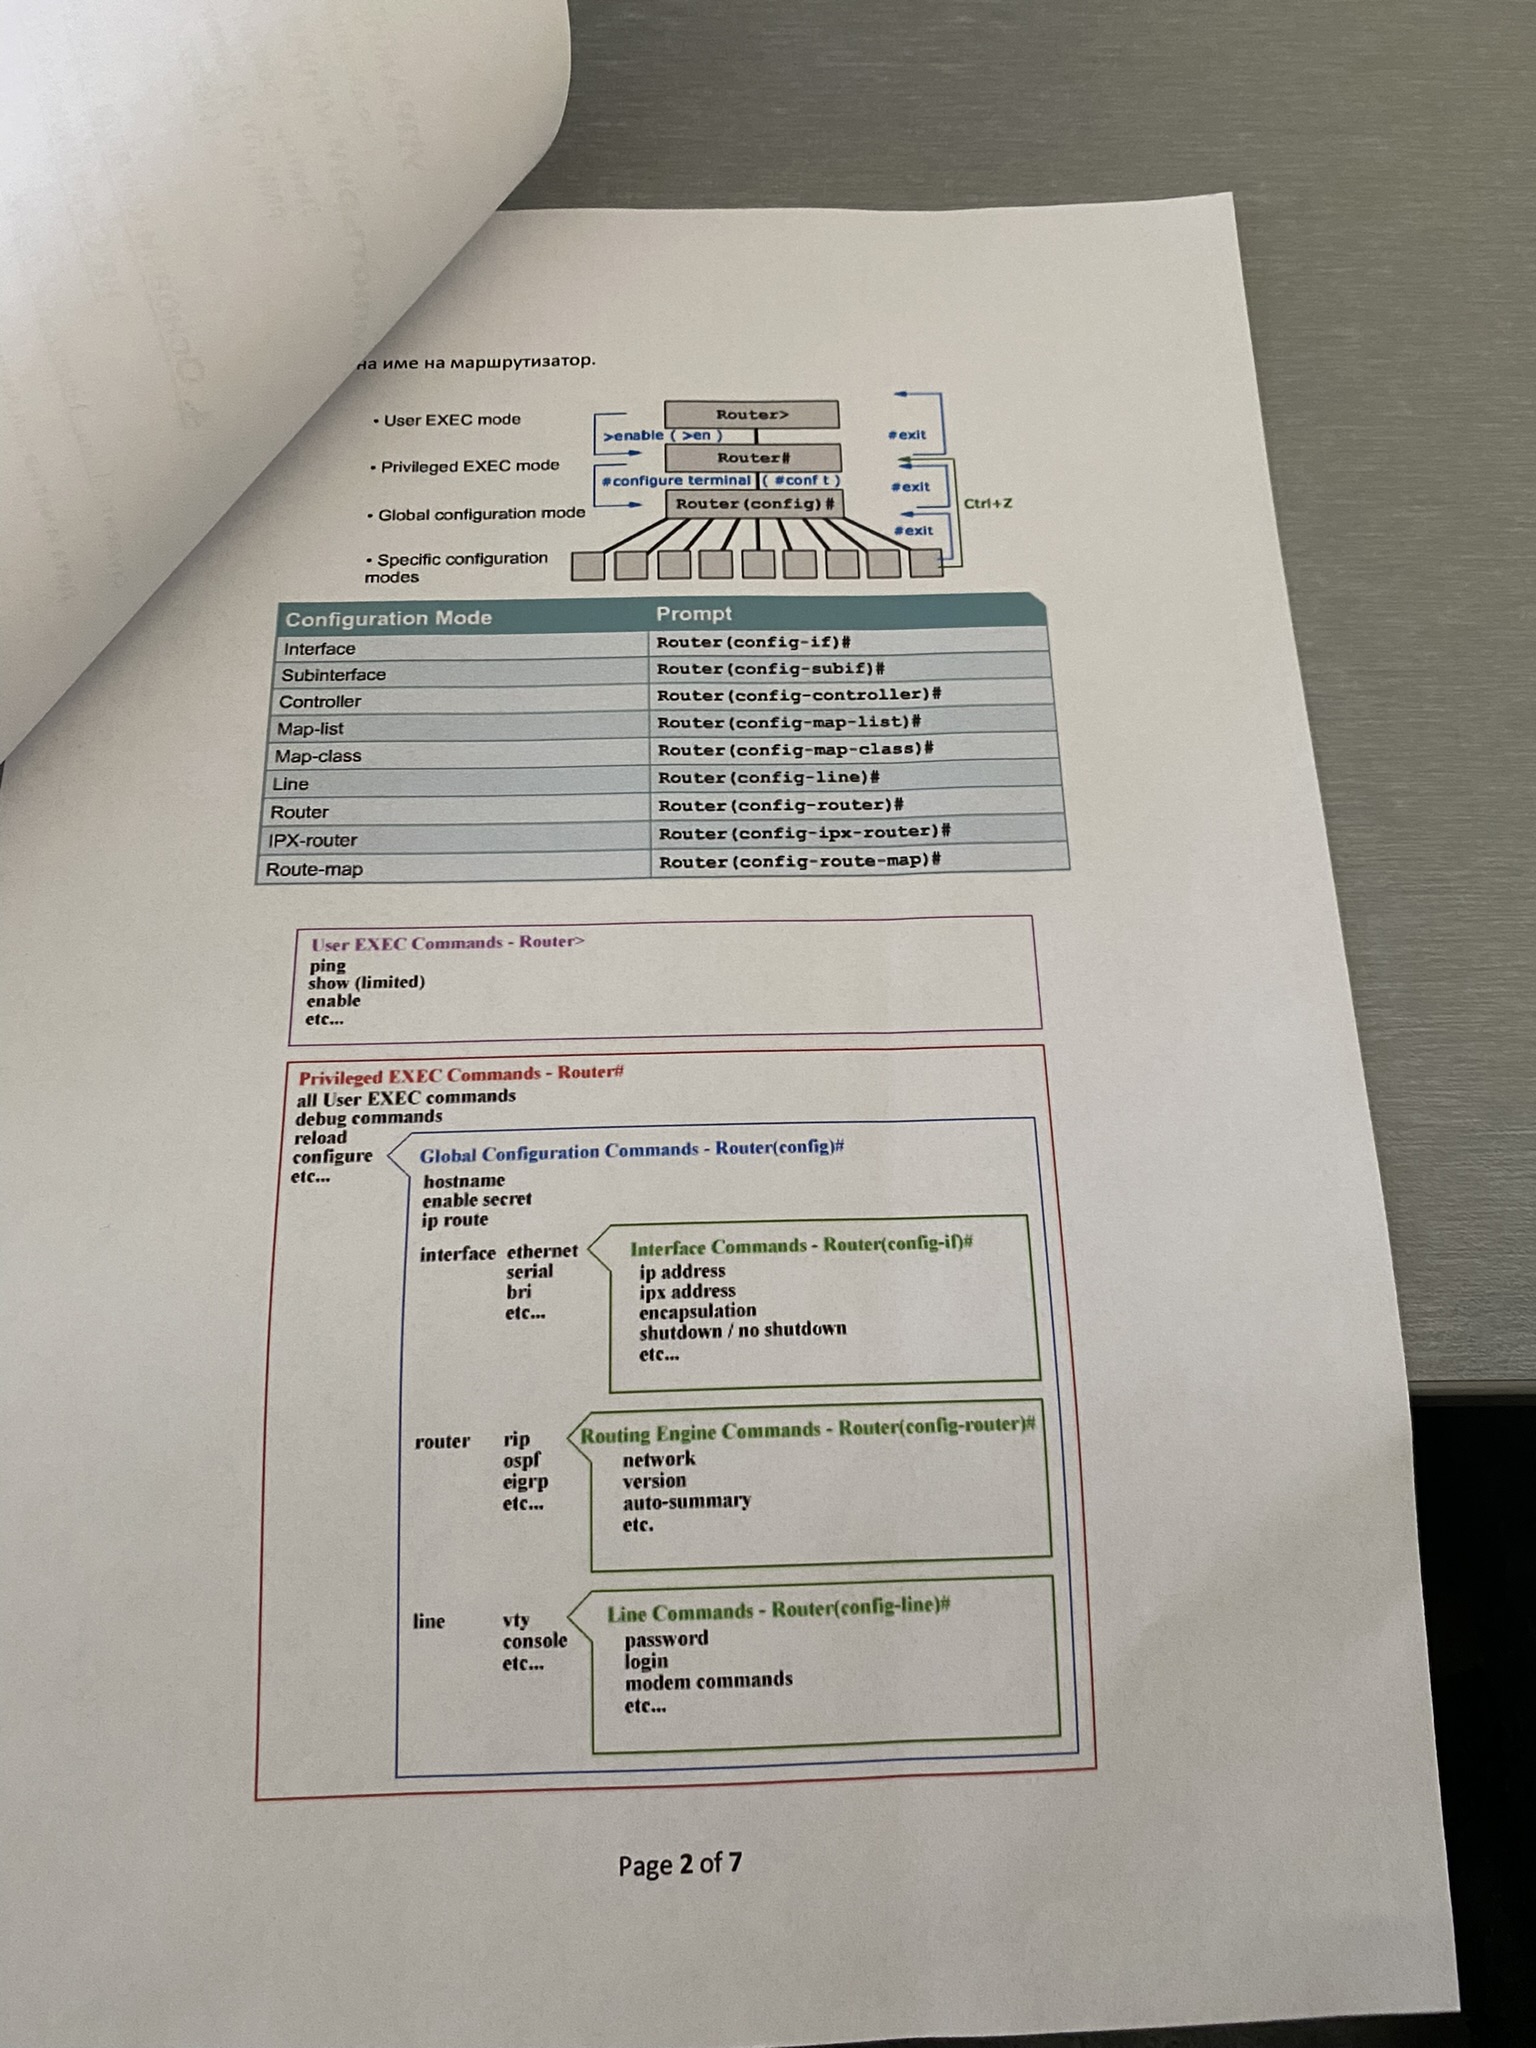 на име на маршрутизатор.
• User EXEC mode
Router>
>enable ( >en )
#exit
• Privileged EXEC mode
Router#
#configure terminal ( #conf t )
#exit
Ctrl+Z
• Global configuration mode
Router(config)#
#exit
• Specific configuration
modes
Configuration Mode Prompt
Interface Router(config-if)#
Subinterface Router(config-subif)#
Controller Router(config-controller)#
Map-list Router(config-map-list)#
Map-class Router(config-map-class)#
Line Router(config-line)#
Router Router(config-router)#
IPX-router Router(config-ipx-router)#
Route-map Router(config-route-map)#
User EXEC Commands - Router>
ping
show (limited)
enable
etc...
Privileged EXEC Commands - Router#
all User EXEC commands
debug commands
reload
configure
etc...
Global Configuration Commands - Router(config)#
hostname
enable secret
ip route
interface ethernet
serial
bri
etc...
Interface Commands - Router(config-if)#
ip address
ipx address
encapsulation
shutdown / no shutdown
etc...
router rip
ospf
eigrp
etc...
Routing Engine Commands - Router(config-router)#
network
version
auto-summary
etc.
line vty
console
etc...
Line Commands - Router(config-line)#
password
login
modem commands
etc...
Page 2 of 7